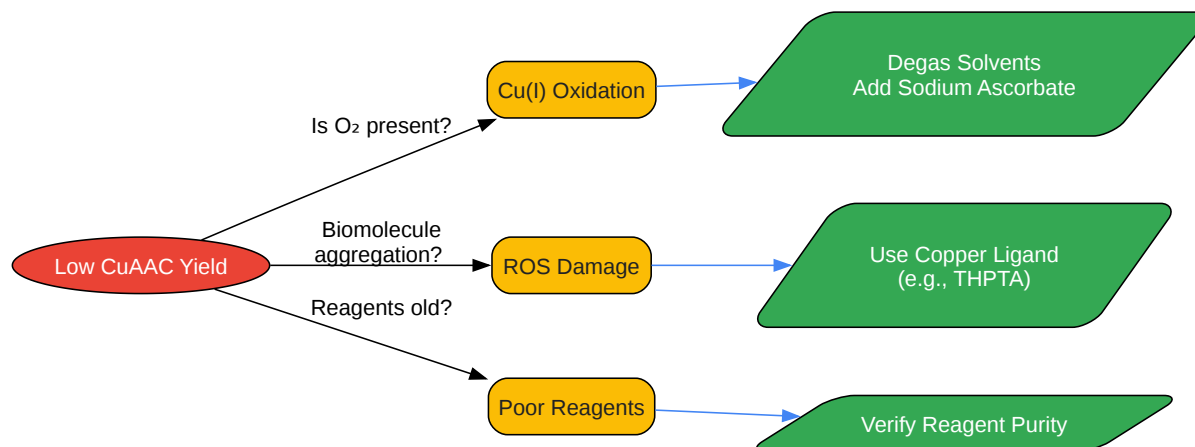 Degas Solvents
Add Sodium Ascorbate
Cu(I) Oxidation
Is O₂ present?
Biomolecule
aggregation?
Low CuAAC Yield
ROS Damage
Use Copper Ligand
(e.g., THPTA)
Reagents old?
Poor Reagents
Verify Reagent Purity